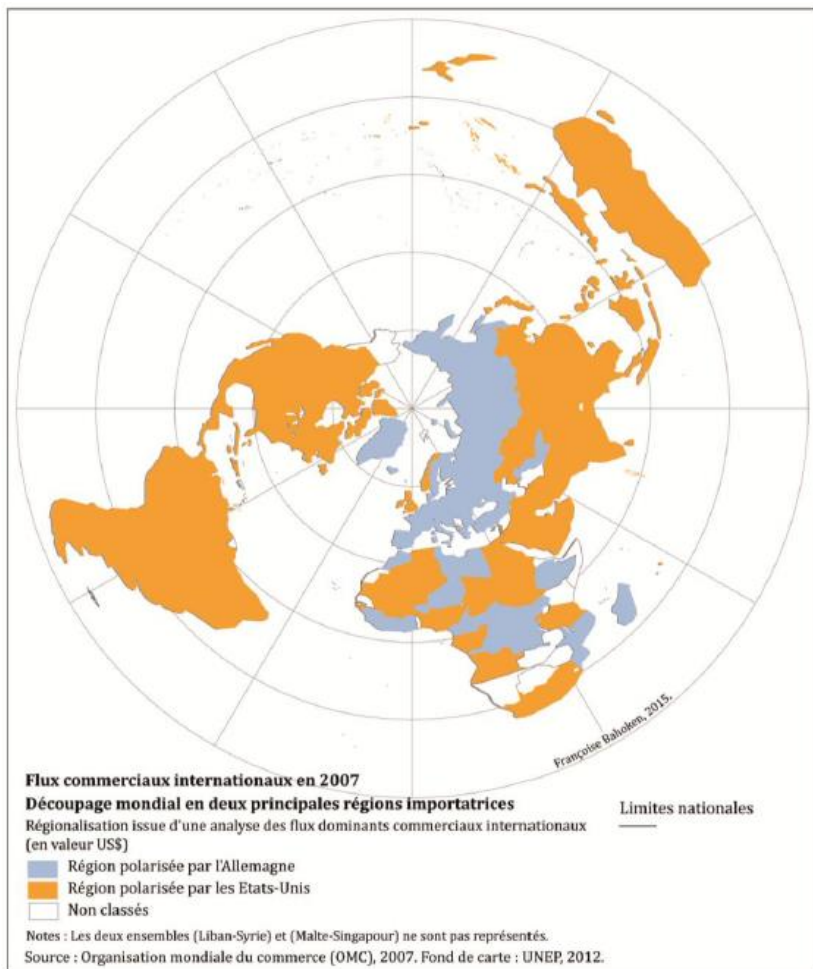 Françoise Bahoken, 2015.
Flux commerciaux internationaux en 2007
Découpage mondial en deux principales régions importatrices
Limites nationales
Régionalisation issue d'une analyse des flux dominants commerciaux internationaux
(en valeur US$)
Région polarisée par l'Allemagne
Région polarisée par les Etats-Unis
Non classés
Notes : Les deux ensembles (Liban-Syrie) et (Malte-Singapour) ne sont pas représentés.
Source : Organisation mondiale du commerce (OMC), 2007. Fond de carte : UNEP, 2012.